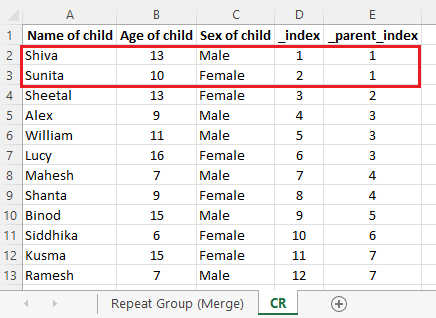 A B C D E
1 Name of child Age of child Sex of child _index _parent_index
2 Shiva 13 Male 1 1
3 Sunita 10 Female 2 1
4 Sheetal 13 Female 3 2
5 Alex 9 Male 4 3
6 William 11 Male 5 3
7 Lucy 16 Female 6 3
8 Mahesh 7 Male 7 4
9 Shanta 9 Female 8 4
10 Binod 15 Male 9 5
11 Siddhika 6 Female 10 6
12 Kusma 15 Female 11 7
13 Ramesh 7 Male 12 7
Repeat Group (Merge) CR